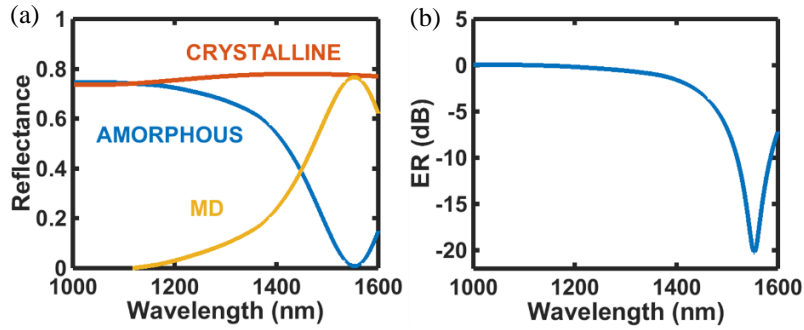 (a)
1
0.8
0.6
0.4
0.2
0
Reflectance
CRYSTALLINE
AMORPHOUS
MD
1000 1200 1400 1600
Wavelength (nm)
(b)
5
0
-5
-10
-15
-20
ER (dB)
1000 1200 1400 1600
Wavelength (nm)